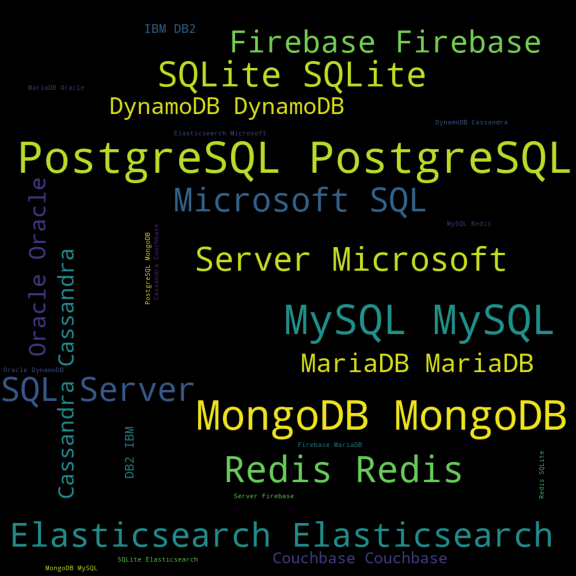 IBM DB2
Firebase Firebase
SQLite SQLite
MariaDB Oracle
DynamoDB DynamoDB
DynamoDB Cassandra
Elasticsearch Microsoft
PostgreSQL PostgreSQL
Oracle Oracle
Microsoft SQL
MySQL Redis
PostgreSQL MongoDB
Cassandra Couchbase
Server Microsoft
Cassandra Cassandra
MySQL MySQL
MariaDB MariaDB
Oracle DynamoDB
SQL Server
MongoDB MongoDB
DB2 IBM
Firebase MariaDB
Redis Redis
Redis SQLite
Server Firebase
Elasticsearch Elasticsearch
SQLite Elasticsearch
Couchbase Couchbase
MongoDB MySQL